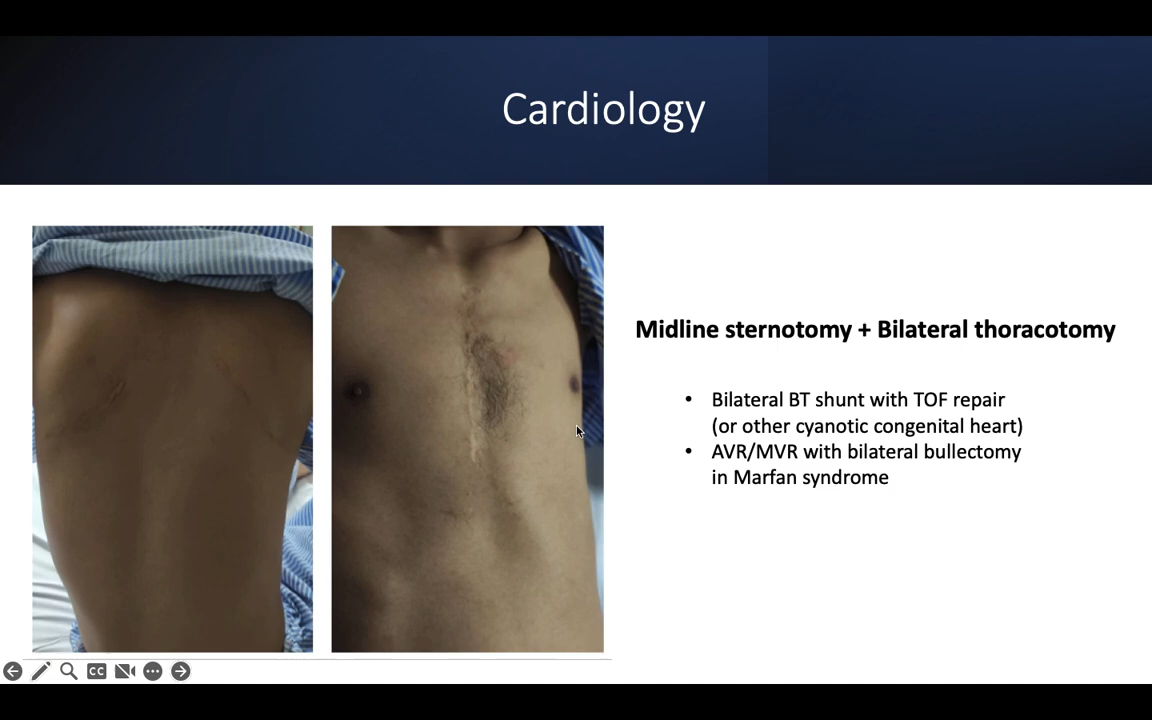 Cardiology
Midline sternotomy + Bilateral thoracotomy
• Bilateral BT shunt with TOF repair
(or other cyanotic congenital heart)
• AVR/MVR with bilateral bullectomy
in Marfan syndrome
CC